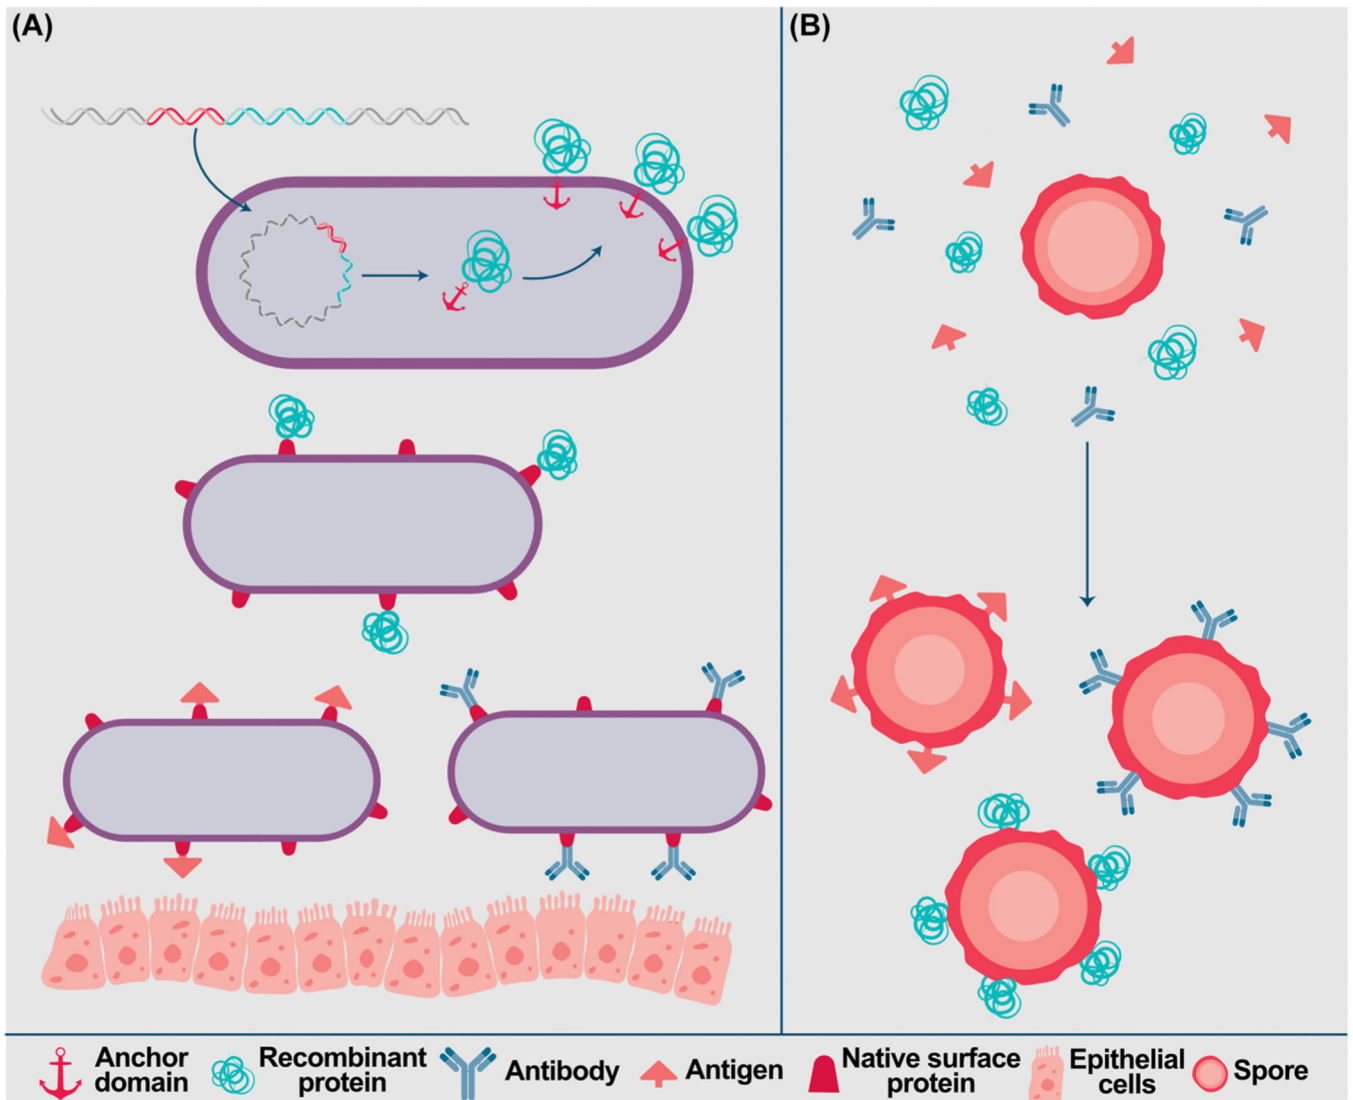 (A)
(B)
Anchor
domain
Recombinant
protein
Antibody
Antigen
Native surface
protein
Epithelial
cells
Spore